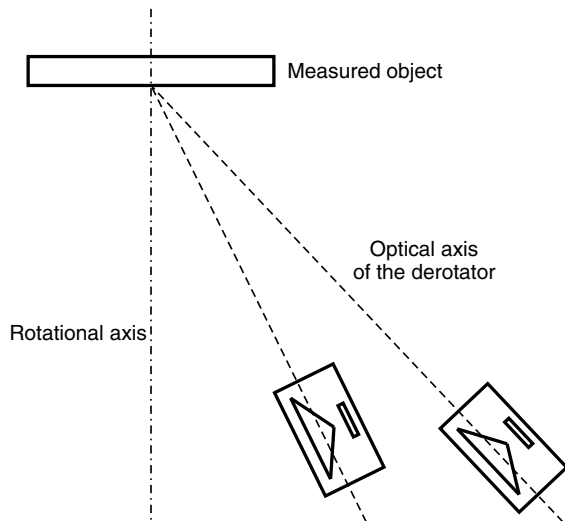 Measured object
Optical axis
of the derotator
Rotational axis